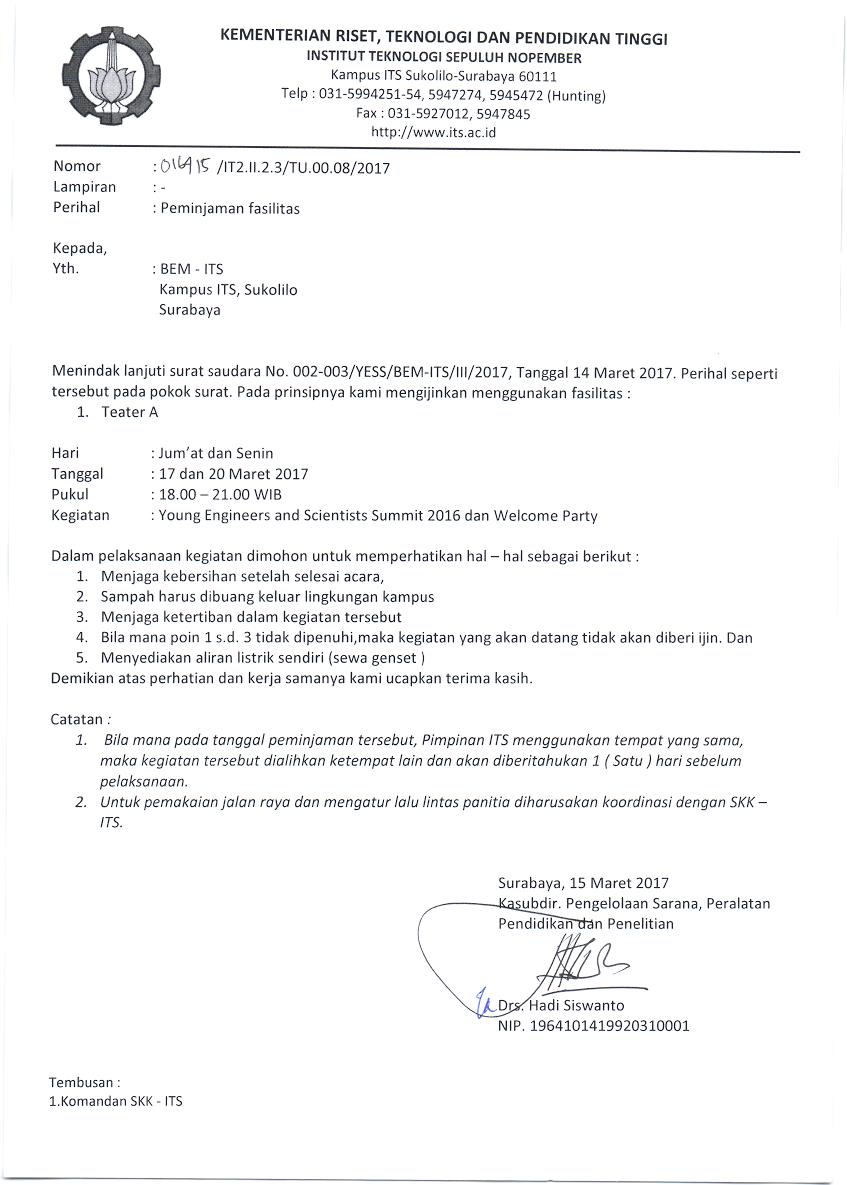 KEMENTERIAN RISET, TEKNOLOGI DAN PENDIDIKAN TINGGI
INSTITUT TEKNOLOGI SEPULUH NOPEMBER
Kampus ITS Sukolilo-Surabaya 60111
Telp : 031-5994251-54, 5947274, 5945472 (Hunting)
Fax : 031-5927012, 5947845
http://www.its.ac.id
Nomor : 016915 /IT2.II.2.3/TU.00.08/2017
Lampiran : -
Perihal : Peminjaman fasilitas
Kepada,
Yth. : BEM - ITS
Kampus ITS, Sukolilo
Surabaya
Menindak lanjuti surat saudara No. 002-003/YESS/BEM-ITS/III/2017, Tanggal 14 Maret 2017. Perihal seperti
tersebut pada pokok surat. Pada prinsipnya kami mengijinkan menggunakan fasilitas :
1. Teater A
Hari : Jum’at dan Senin
Tanggal : 17 dan 20 Maret 2017
Pukul : 18.00 – 21.00 WIB
Kegiatan : Young Engineers and Scientists Summit 2016 dan Welcome Party
Dalam pelaksanaan kegiatan dimohon untuk memperhatikan hal – hal sebagai berikut :
1. Menjaga kebersihan setelah selesai acara,
2. Sampah harus dibuang keluar lingkungan kampus
3. Menjaga ketertiban dalam kegiatan tersebut
4. Bila mana poin 1 s.d. 3 tidak dipenuhi,maka kegiatan yang akan datang tidak akan diberi ijin. Dan
5. Menyediakan aliran listrik sendiri (sewa genset )
Demikian atas perhatian dan kerja samanya kami ucapkan terima kasih.
Catatan :
1. Bila mana pada tanggal peminjaman tersebut, Pimpinan ITS menggunakan tempat yang sama,
maka kegiatan tersebut dialihkan ketempat lain dan akan diberitahukan 1 ( Satu ) hari sebelum
pelaksanaan.
2. Untuk pemakaian jalan raya dan mengatur lalu lintas panitia diharusakan koordinasi dengan SKK –
ITS.
Surabaya, 15 Maret 2017
Kasubdir. Pengelolaan Sarana, Peralatan
Pendidikan dan Penelitian
Drs. Hadi Siswanto
NIP. 1964101419920310001
Tembusan :
1.Komandan SKK - ITS